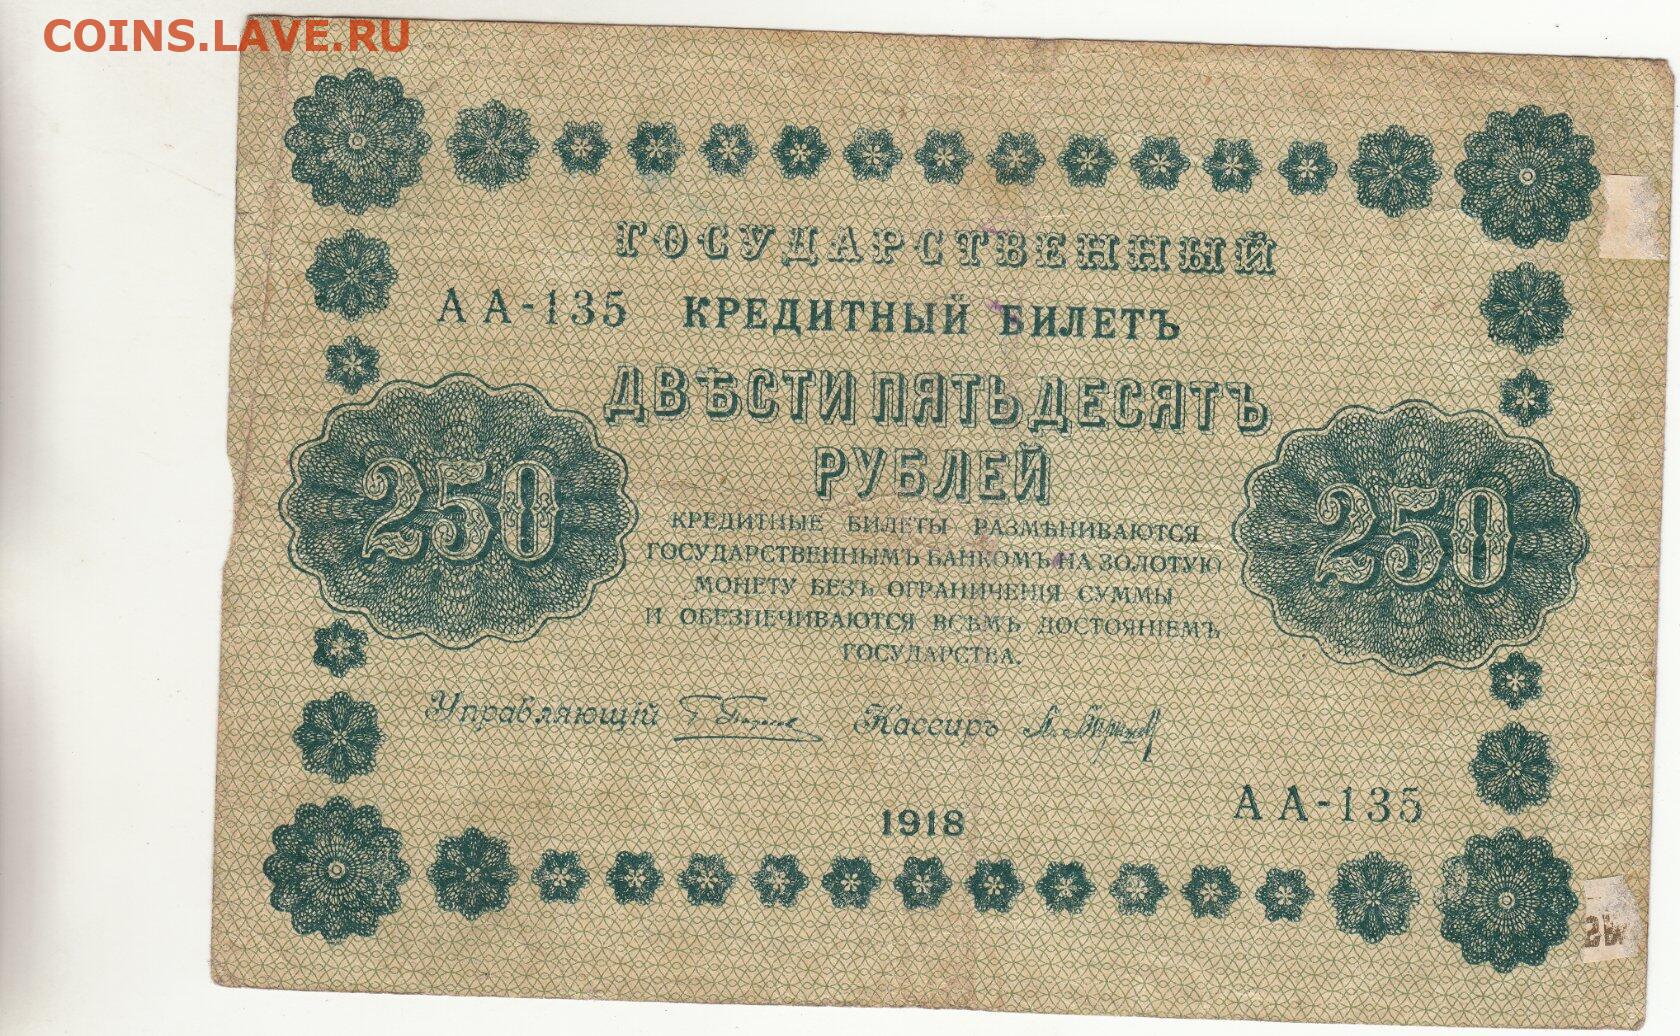 COINS.LAVE.RU
ГОСУДАРСТВЕННЫЙ
АА-135 КРЕДИТНЫЙ БИЛЕТЪ
ДВѢСТИ ПЯТЬДЕСЯТЪ
РУБЛЕЙ
250
250
КРЕДИТНЫЕ БИЛЕТЫ РАЗМѢНИВАЮТСЯ
ГОСУДАРСТВЕННЫМЪ БАНКОМЪ НА ЗОЛОТУЮ
МОНЕТУ БЕЗЪ ОГРАНИЧЕНІЯ СУММЫ
И ОБЕЗПЕЧИВАЮТСЯ ВСѢМЪ ДОСТОЯНІЕМЪ
ГОСУДАРСТВА.
Управляющій Кассиръ
АА-135
1918